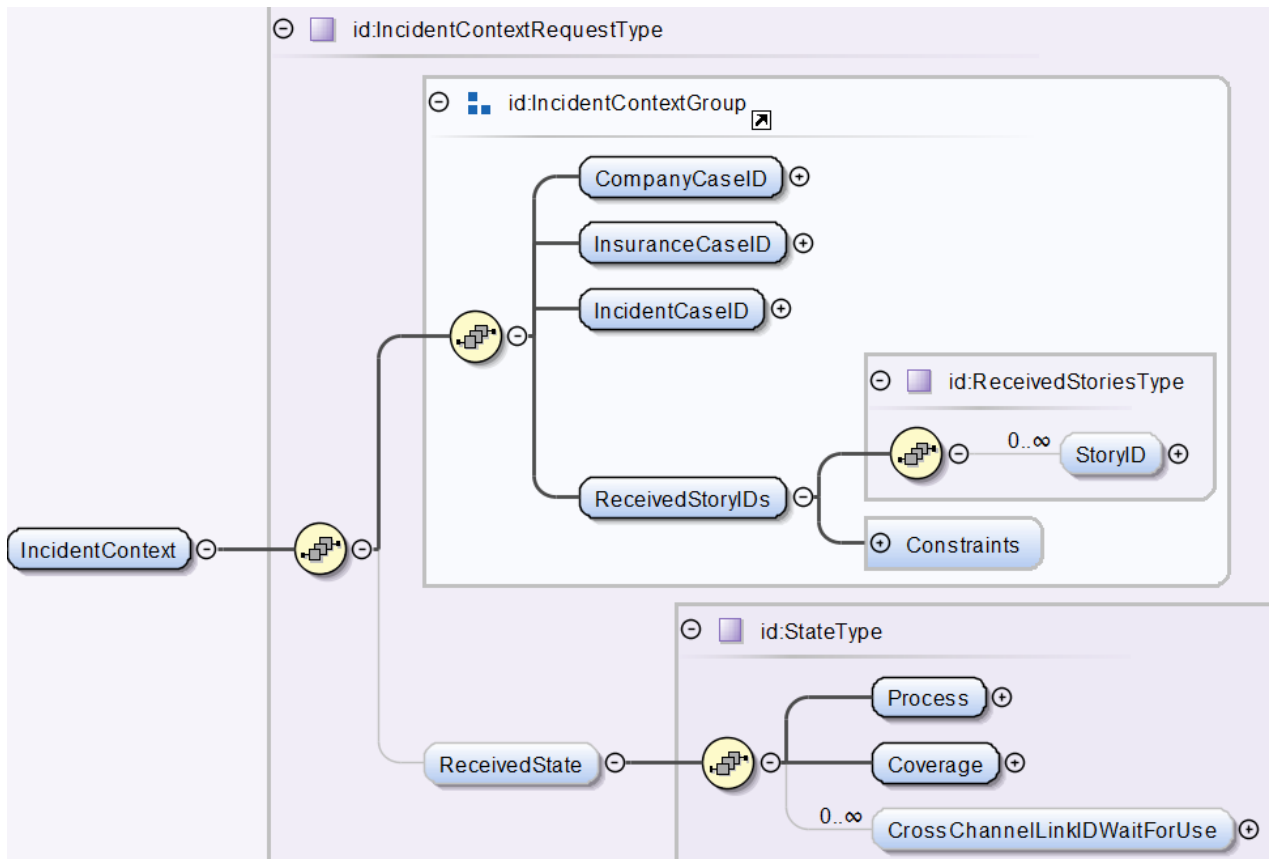 id:IncidentContextRequestType
id:IncidentContextGroup
CompanyCaseID
InsuranceCaseID
IncidentCaseID
id:ReceivedStoriesType
0..∞
StoryID
ReceivedStoryIDs
Constraints
IncidentContext
id:StateType
Process
ReceivedState
Coverage
0..∞
CrossChannelLinkIDWaitForUse